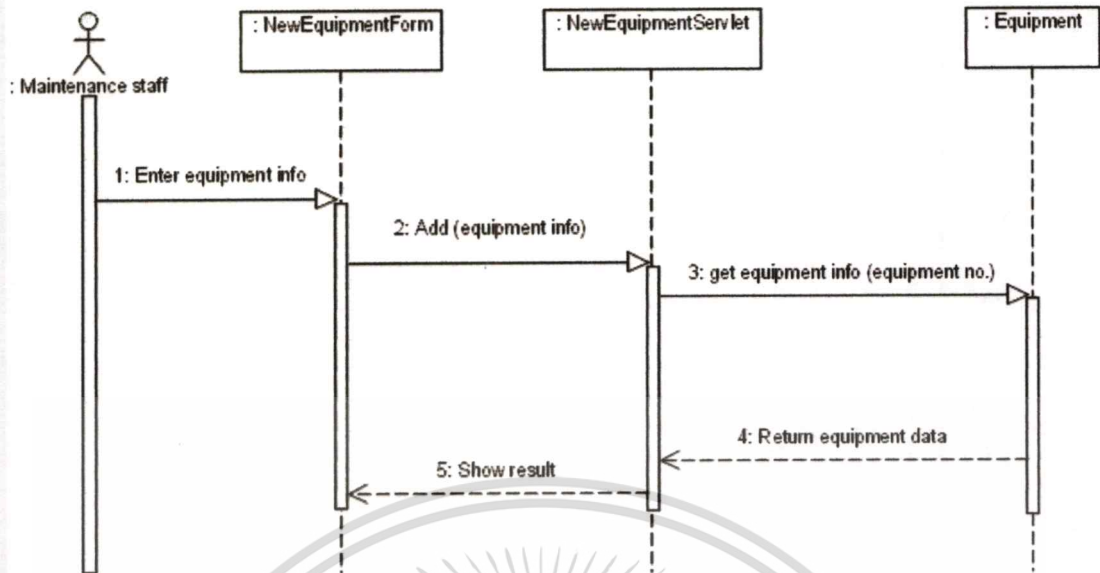 : NewEquipmentForm
: NewEquipmentServlet
: Equipment
: Maintenance staff
1: Enter equipment info
2: Add (equipment info)
3: get equipment info (equipment no.)
4: Return equipment data
5: Show result